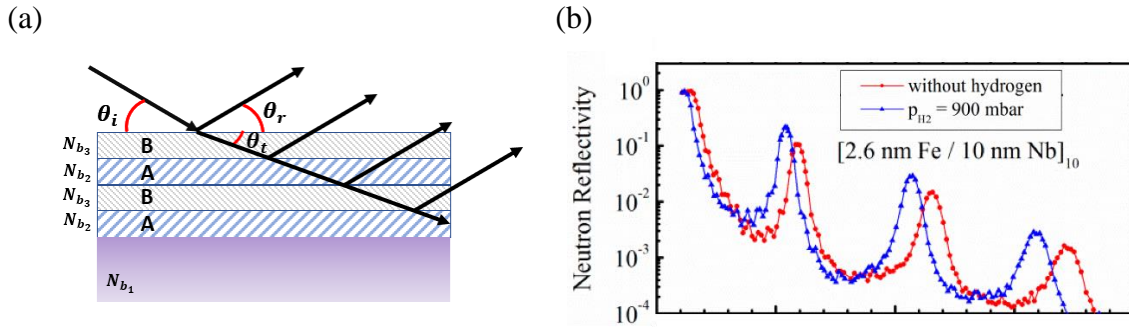 (a)
θi
θr
θt
Nb3
B
Nb2
A
Nb3
B
Nb2
A
Nb1
(b)
Neutron Reflectivity
10^0
10^-1
10^-2
10^-3
10^-4
without hydrogen
pH2 = 900 mbar
[2.6 nm Fe / 10 nm Nb]10